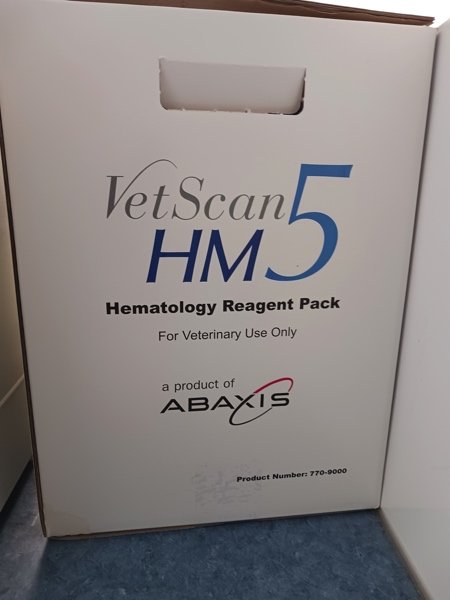 VetScan
HM5
Hematology Reagent Pack
For Veterinary Use Only
a product of
ABAXIS
Product Number: 770-9000